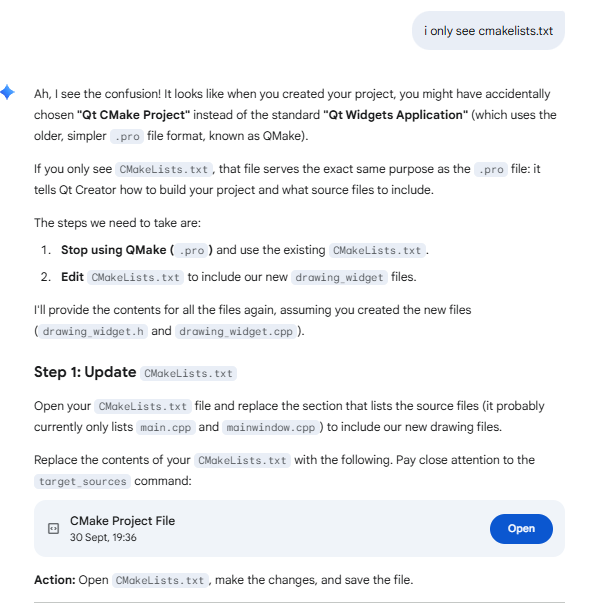 i only see cmakelists.txt
Ah, I see the confusion! It looks like when you created your project, you might have accidentally
chosen "Qt CMake Project" instead of the standard "Qt Widgets Application" (which uses the
older, simpler .pro file format, known as QMake).
If you only see CMakeLists.txt, that file serves the exact same purpose as the .pro file: it
tells Qt Creator how to build your project and what source files to include.
The steps we need to take are:
1. Stop using QMake (.pro) and use the existing CMakeLists.txt.
2. Edit CMakeLists.txt to include our new drawing_widget files.
I'll provide the contents for all the files again, assuming you created the new files
(drawing_widget.h and drawing_widget.cpp).
Step 1: Update CMakeLists.txt
Open your CMakeLists.txt file and replace the section that lists the source files (it probably
currently only lists main.cpp and mainwindow.cpp) to include our new drawing files.
Replace the contents of your CMakeLists.txt with the following. Pay close attention to the
target_sources command:
CMake Project File
30 Sept, 19:36
Open
Action: Open CMakeLists.txt, make the changes, and save the file.